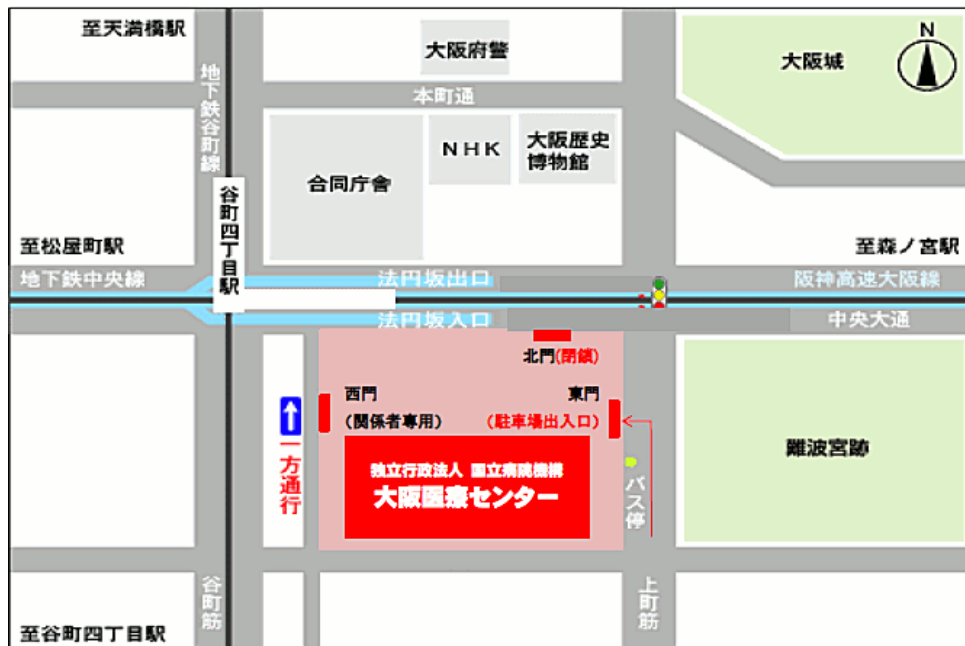 至天満橋駅
地下鉄谷町線
大阪府警
本町通
大阪城
N
合同庁舎
NHK
大阪歴史
博物館
谷町四丁目駅
至松屋町駅
至森ノ宮駅
地下鉄中央線
法円坂出口
阪神高速大阪線
法円坂入口
中央大通
北門(閉鎖)
西門
(関係者専用)
東門
(駐車場出入口)
一方通行
独立行政法人 国立病院機構
大阪医療センター
バス停
難波宮跡
谷町筋
上町筋
至谷町四丁目駅